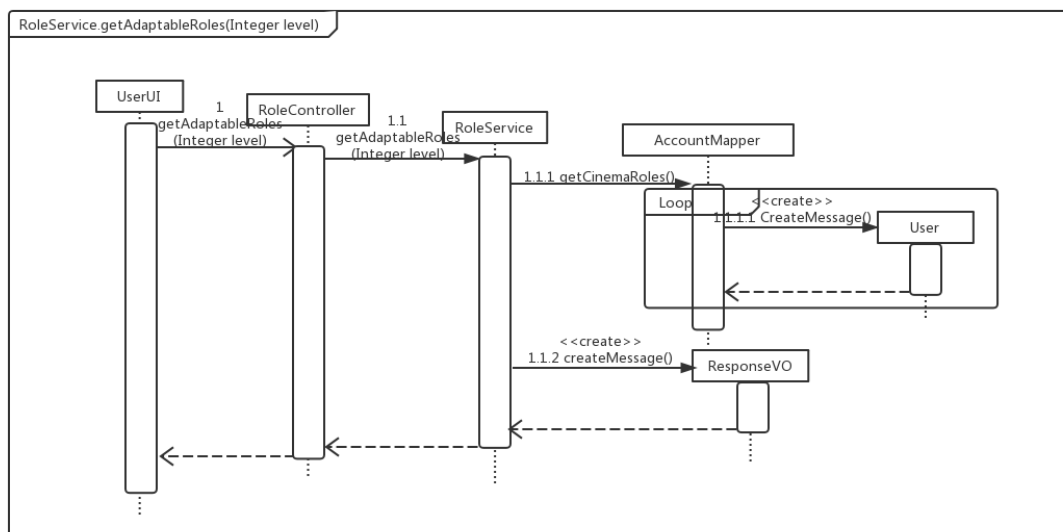 RoleService.getAdaptableRoles(Integer level)
UserUI
RoleController
RoleService
AccountMapper
1
getAdaptableRoles
(Integer level)
1.1
getAdaptableRoles
(Integer level)
1.1.1 getCinemaRoles()
Loop
<<create>>
1.1.1.1 CreateMessage()
User
<<create>>
1.1.2 createMessage()
ResponseVO